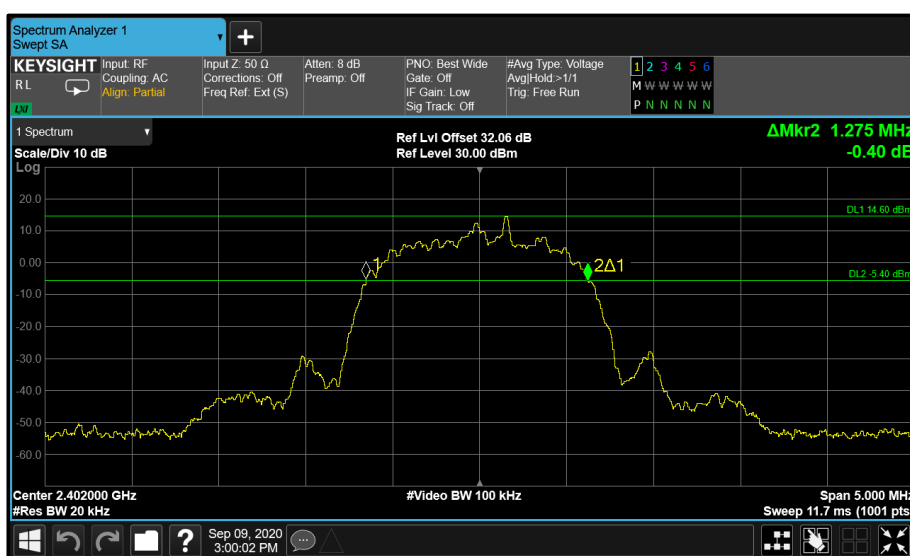 Spectrum Analyzer 1
Swept SA
KEYSIGHT
R L
LXI
Input: RF
Coupling: AC
Align: Partial
Input Z: 50 Ω
Corrections: Off
Freq Ref: Ext (S)
Atten: 8 dB
Preamp: Off
PNO: Best Wide
Gate: Off
IF Gain: Low
Sig Track: Off
#Avg Type: Voltage
Avg|Hold:>1/1
Trig: Free Run
1 2 3 4 5 6
M W W W W W
P N N N N N
1 Spectrum
Scale/Div 10 dB
Log
Ref Lvl Offset 32.06 dB
Ref Level 30.00 dBm
ΔMkr2 1.275 MHz
-0.40 dB
20.0
DL1 14.60 dBm
10.0
0.00
1
2Δ1
DL2 -5.40 dBm
-10.0
-20.0
-30.0
-40.0
-50.0
-60.0
Center 2.402000 GHz
#Video BW 100 kHz
Span 5.000 MHz
#Res BW 20 kHz
Sweep 11.7 ms (1001 pts)
?
Sep 09, 2020
3:00:02 PM